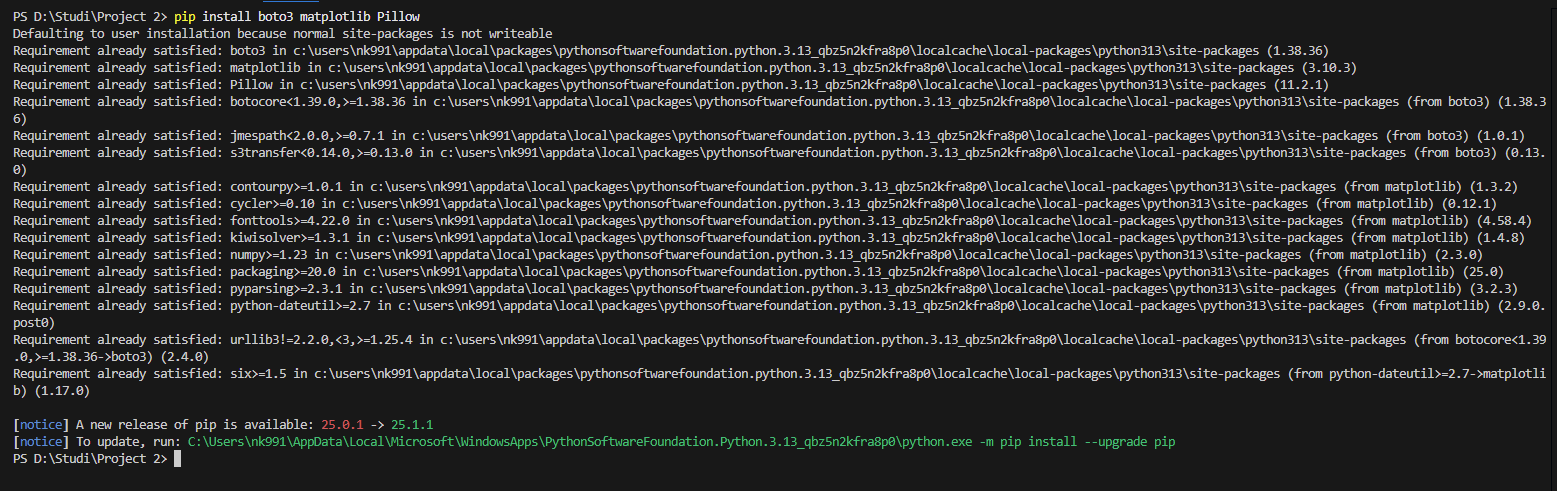 PS D:\Studi\Project 2> pip install boto3 matplotlib Pillow
Defaulting to user installation because normal site-packages is not writeable
Requirement already satisfied: boto3 in c:\users\nk991\appdata\local\packages\pythonsoftwarefoundation.python.3.13_qbz5n2kfra8p0\localcache\local-packages\python313\site-packages (1.38.36)
Requirement already satisfied: matplotlib in c:\users\nk991\appdata\local\packages\pythonsoftwarefoundation.python.3.13_qbz5n2kfra8p0\localcache\local-packages\python313\site-packages (3.10.3)
Requirement already satisfied: Pillow in c:\users\nk991\appdata\local\packages\pythonsoftwarefoundation.python.3.13_qbz5n2kfra8p0\localcache\local-packages\python313\site-packages (11.2.1)
Requirement already satisfied: botocore<1.39.0,>=1.38.36 in c:\users\nk991\appdata\local\packages\pythonsoftwarefoundation.python.3.13_qbz5n2kfra8p0\localcache\local-packages\python313\site-packages (from boto3) (1.38.3
6)
Requirement already satisfied: jmespath<2.0.0,>=0.7.1 in c:\users\nk991\appdata\local\packages\pythonsoftwarefoundation.python.3.13_qbz5n2kfra8p0\localcache\local-packages\python313\site-packages (from boto3) (1.0.1)
Requirement already satisfied: s3transfer<0.14.0,>=0.13.0 in c:\users\nk991\appdata\local\packages\pythonsoftwarefoundation.python.3.13_qbz5n2kfra8p0\localcache\local-packages\python313\site-packages (from boto3) (0.13.
0)
Requirement already satisfied: contourpy>=1.0.1 in c:\users\nk991\appdata\local\packages\pythonsoftwarefoundation.python.3.13_qbz5n2kfra8p0\localcache\local-packages\python313\site-packages (from matplotlib) (1.3.2)
Requirement already satisfied: cycler>=0.10 in c:\users\nk991\appdata\local\packages\pythonsoftwarefoundation.python.3.13_qbz5n2kfra8p0\localcache\local-packages\python313\site-packages (from matplotlib) (0.12.1)
Requirement already satisfied: fonttools>=4.22.0 in c:\users\nk991\appdata\local\packages\pythonsoftwarefoundation.python.3.13_qbz5n2kfra8p0\localcache\local-packages\python313\site-packages (from matplotlib) (4.58.4)
Requirement already satisfied: kiwisolver>=1.3.1 in c:\users\nk991\appdata\local\packages\pythonsoftwarefoundation.python.3.13_qbz5n2kfra8p0\localcache\local-packages\python313\site-packages (from matplotlib) (1.4.8)
Requirement already satisfied: numpy>=1.23 in c:\users\nk991\appdata\local\packages\pythonsoftwarefoundation.python.3.13_qbz5n2kfra8p0\localcache\local-packages\python313\site-packages (from matplotlib) (2.3.0)
Requirement already satisfied: packaging>=20.0 in c:\users\nk991\appdata\local\packages\pythonsoftwarefoundation.python.3.13_qbz5n2kfra8p0\localcache\local-packages\python313\site-packages (from matplotlib) (25.0)
Requirement already satisfied: pyparsing>=2.3.1 in c:\users\nk991\appdata\local\packages\pythonsoftwarefoundation.python.3.13_qbz5n2kfra8p0\localcache\local-packages\python313\site-packages (from matplotlib) (3.2.3)
Requirement already satisfied: python-dateutil>=2.7 in c:\users\nk991\appdata\local\packages\pythonsoftwarefoundation.python.3.13_qbz5n2kfra8p0\localcache\local-packages\python313\site-packages (from matplotlib) (2.9.0.
post0)
Requirement already satisfied: urllib3!=2.2.0,<3,>=1.25.4 in c:\users\nk991\appdata\local\packages\pythonsoftwarefoundation.python.3.13_qbz5n2kfra8p0\localcache\local-packages\python313\site-packages (from botocore<1.39
.0,>=1.38.36->boto3) (2.4.0)
Requirement already satisfied: six>=1.5 in c:\users\nk991\appdata\local\packages\pythonsoftwarefoundation.python.3.13_qbz5n2kfra8p0\localcache\local-packages\python313\site-packages (from python-dateutil>=2.7->matplotli
b) (1.17.0)
[notice] A new release of pip is available: 25.0.1 -> 25.1.1
[notice] To update, run: C:\Users\nk991\AppData\Local\Microsoft\WindowsApps\PythonSoftwareFoundation.Python.3.13_qbz5n2kfra8p0\python.exe -m pip install --upgrade pip
PS D:\Studi\Project 2>